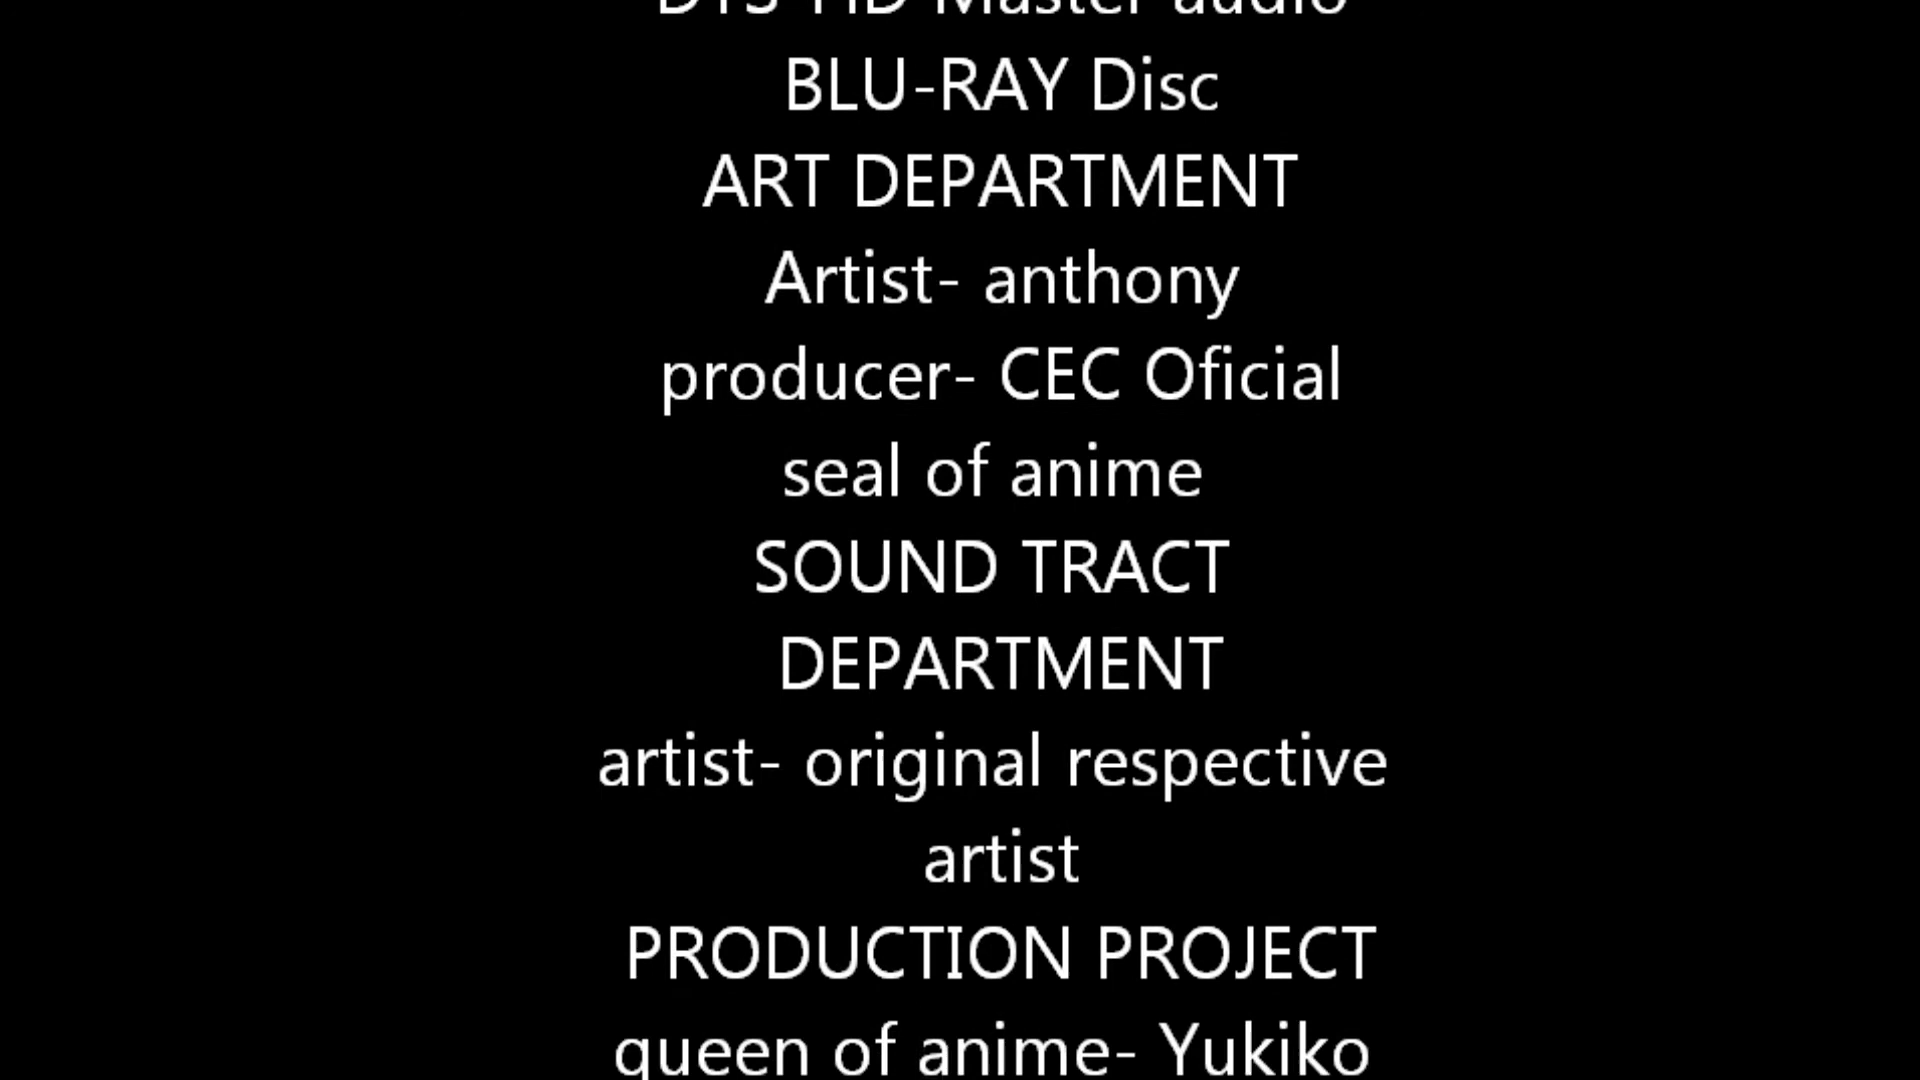 DTS-HD Master audio
BLU-RAY Disc
ART DEPARTMENT
Artist- anthony
producer- CEC Oficial
seal of anime
SOUND TRACT
DEPARTMENT
artist- original respective
artist
PRODUCTION PROJECT
queen of anime- Yukiko